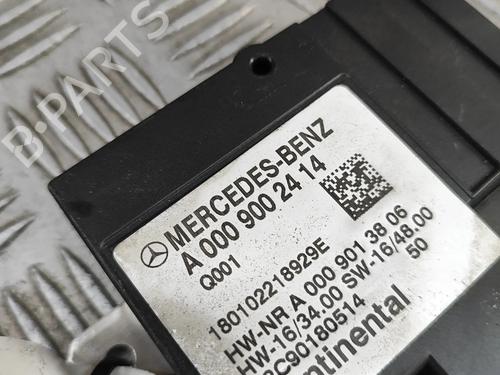 B-PARTS
MERCEDES-BENZ
A 000 900 24 14
Q001
180102218929E
HW-NR A 000 901 38 06
HW-16/34.00 SW-16/48.00
C90180514 50